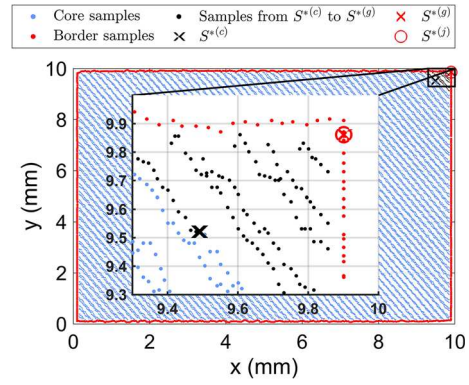 Core samples
Samples from S*(c) to S*(g)
S*(g)
Border samples
S*(c)
S*(j)
10
8
6
4
2
0
y (mm)
9.9
9.8
9.7
9.6
9.5
9.4
9.3
9.4
9.6
9.8
10
0
2
4
6
8
10
x (mm)